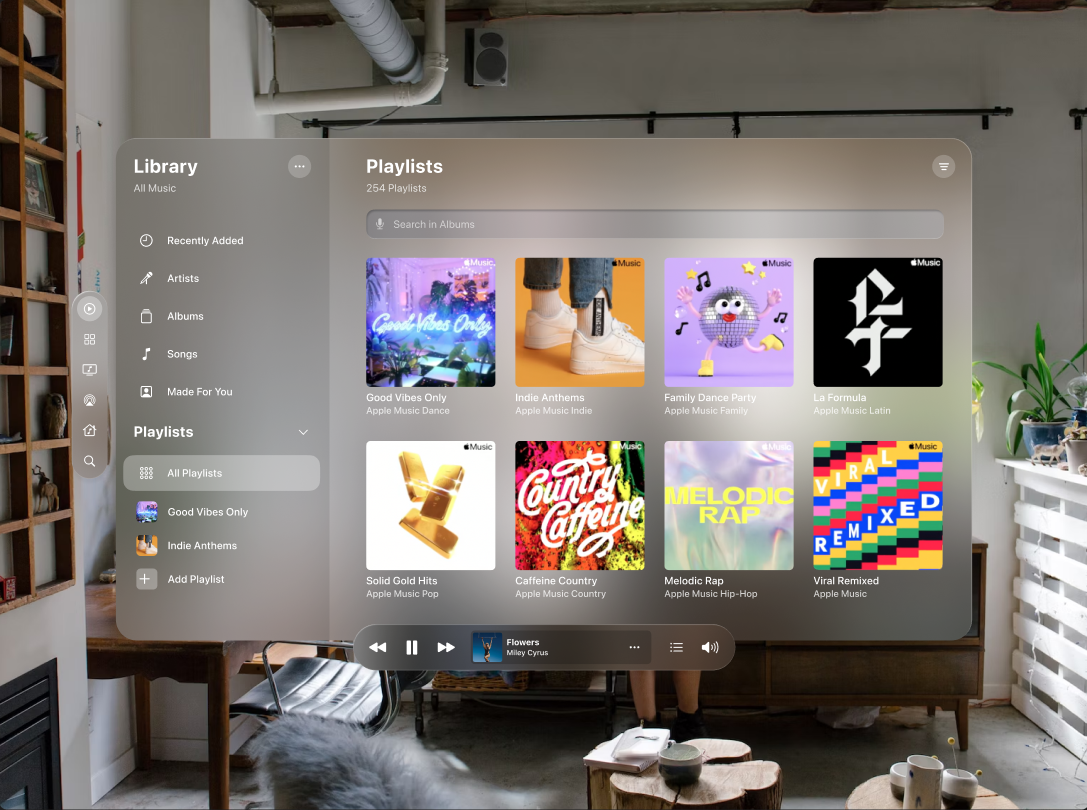 Library
All Music
Recently Added
Artists
Albums
Songs
Made For You
Playlists
All Playlists
Good Vibes Only
Indie Anthems
Add Playlist
Playlists
254 Playlists
Search in Albums
Music
Good Vibes Only
Good Vibes Only
Apple Music Dance
Music
Indie Anthems
Apple Music Indie
Music
Family Dance Party
Apple Music Family
Music
La Formula
Apple Music Latin
Music
Solid Gold Hits
Apple Music Pop
Music
Country
Caffeine
Caffeine Country
Apple Music Country
Music
MELODIC
RAP
Melodic Rap
Apple Music Hip-Hop
Music
VIRAL
REMIXED
Viral Remixed
Apple Music
Flowers
Miley Cyrus